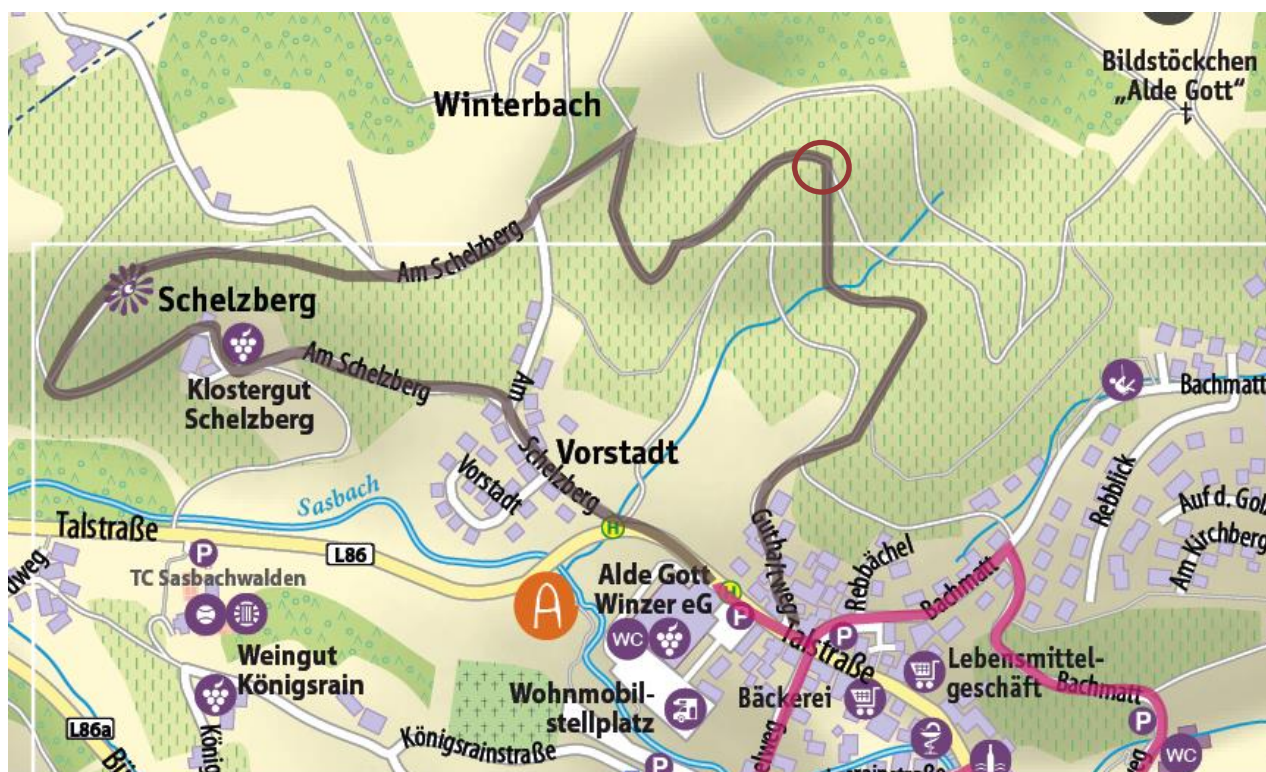 Bildstöckchen
„Alde Gott“
Winterbach
Am Schelzberg
Schelzberg
Klostergut
Schelzberg
Am Schelzberg
Am
Bachmatt
Vorstadt
Schelzberg
Vorstadt
Sasbach
Rebblick
Auf d. Golb
Am Kirchberg
Guthaltweg
Rebbächel
Bachmatt
Talstraße
L86
H
H
P
TC Sasbachwalden
A
Alde Gott
Winzer eG
WC
P
P
Talstraße
Weingut
Königsrain
Lebensmittel-
geschäft
Bachmatt
Wohnmobil-
stellplatz
Bäckerei
P
L86a
Königsrainstraße
P
WC